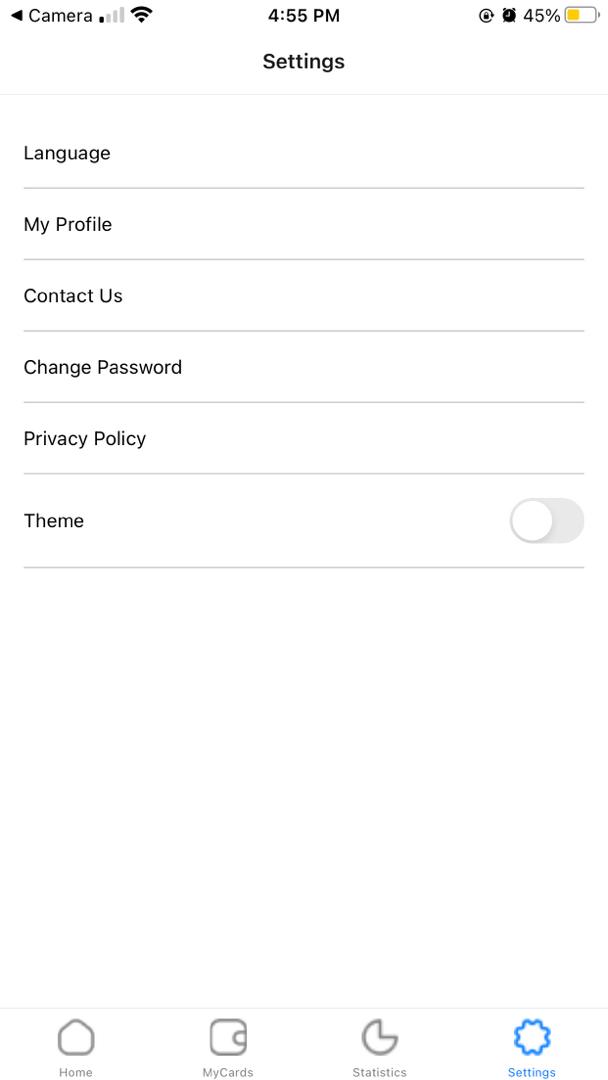 Camera 4:55 PM 45%
Settings
Language
My Profile
Contact Us
Change Password
Privacy Policy
Theme
Home MyCards Statistics Settings